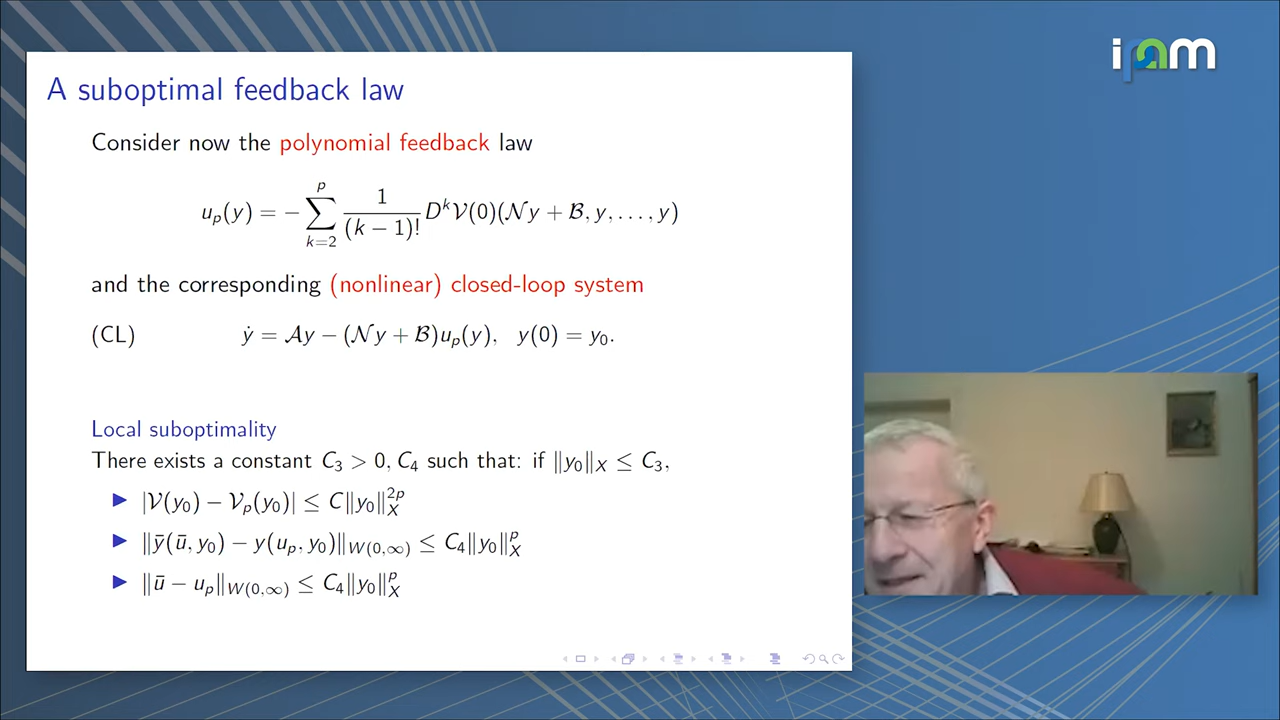 ipam
A suboptimal feedback law
Consider now the polynomial feedback law
u_p(y) = −∑_{k=2}^{p} \frac{1}{(k − 1)!} D^k 𝒱(0)(𝒩y + ℬ, y, . . . , y)
and the corresponding (nonlinear) closed-loop system
(CL) ẏ = 𝒜y − (𝒩y + ℬ)u_p(y), y(0) = y_0.
Local suboptimality
There exists a constant C_3 > 0, C_4 such that: if ‖y_0‖_X ≤ C_3,
▶ |𝒱(y_0) − 𝒱_p(y_0)| ≤ C‖y_0‖_X^{2p}
▶ ‖ȳ(ū, y_0) − y(u_p, y_0)‖_{W(0,∞)} ≤ C_4‖y_0‖_X^p
▶ ‖ū − u_p‖_{W(0,∞)} ≤ C_4‖y_0‖_X^p